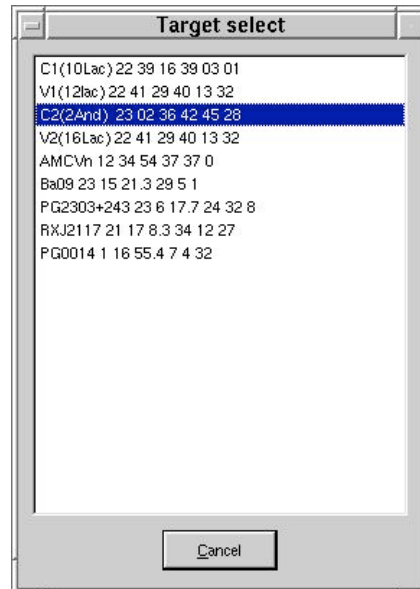 Target select
C1(10Lac) 22 39 16 39 03 01
V1(12lac) 22 41 29 40 13 32
C2(2And) 23 02 36 42 45 28
V2(16Lac) 22 41 29 40 13 32
AMCVn 12 34 54 37 37 0
Ba09 23 15 21.3 29 5 1
PG2303+243 23 6 17.7 24 32 8
RXJ2117 21 17 8.3 34 12 27
PG0014 1 16 55.4 7 4 32
Cancel